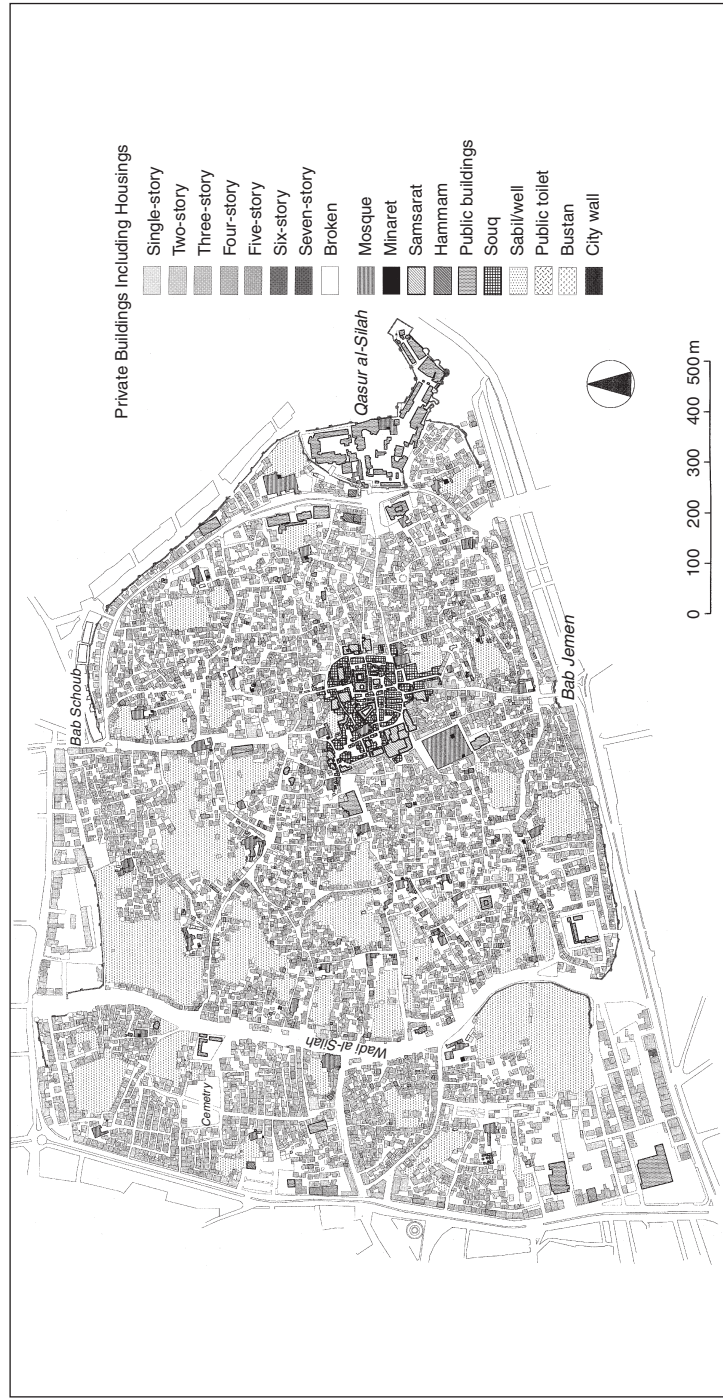 Private Buildings Including Housings
Single-story
Two-story
Three-story
Four-story
Five-story
Six-story
Seven-story
Broken
Mosque
Minaret
Samsarat
Hammam
Public buildings
Souq
Sabil/well
Public toilet
Bustan
City wall
Qasur al-Silah
Bab Schoub
Bab Jemen
Wadi al-Silah
Cemetry
0 100 200 300 400 500 m